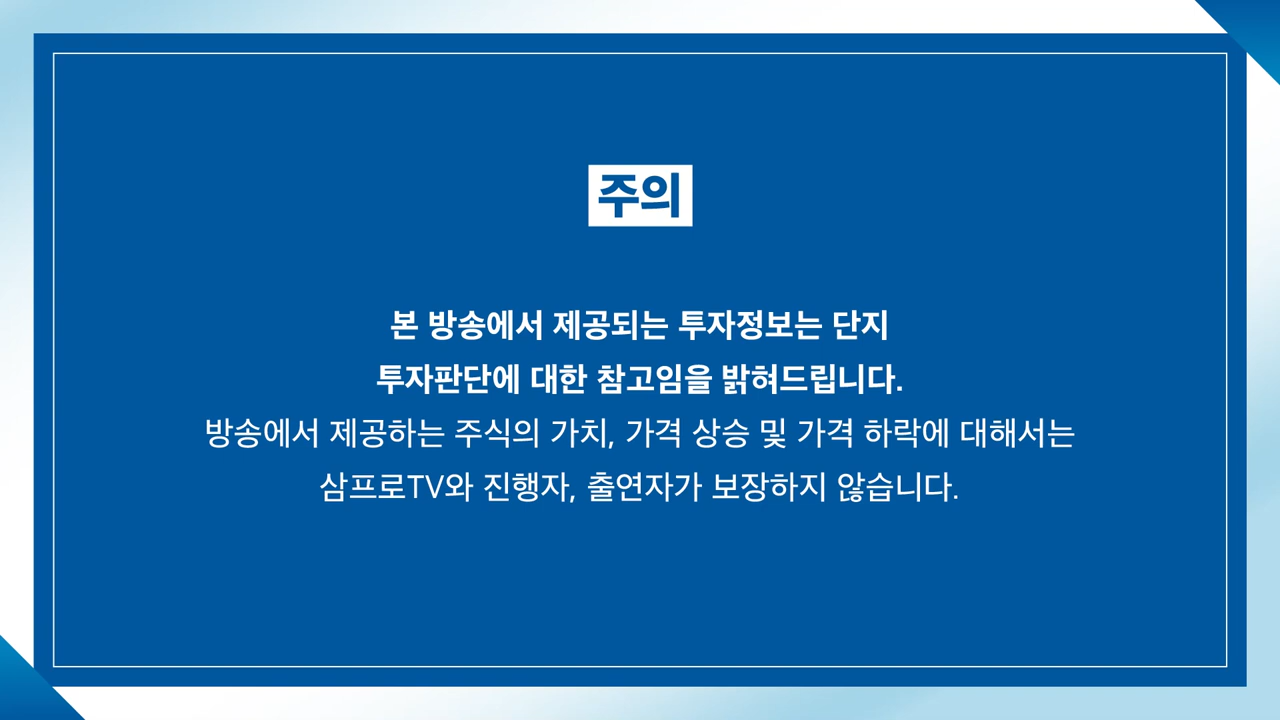 주의
본 방송에서 제공되는 투자정보는 단지
투자판단에 대한 참고임을 밝혀드립니다.
방송에서 제공하는 주식의 가치, 가격 상승 및 가격 하락에 대해서는
삼프로TV와 진행자, 출연자가 보장하지 않습니다.